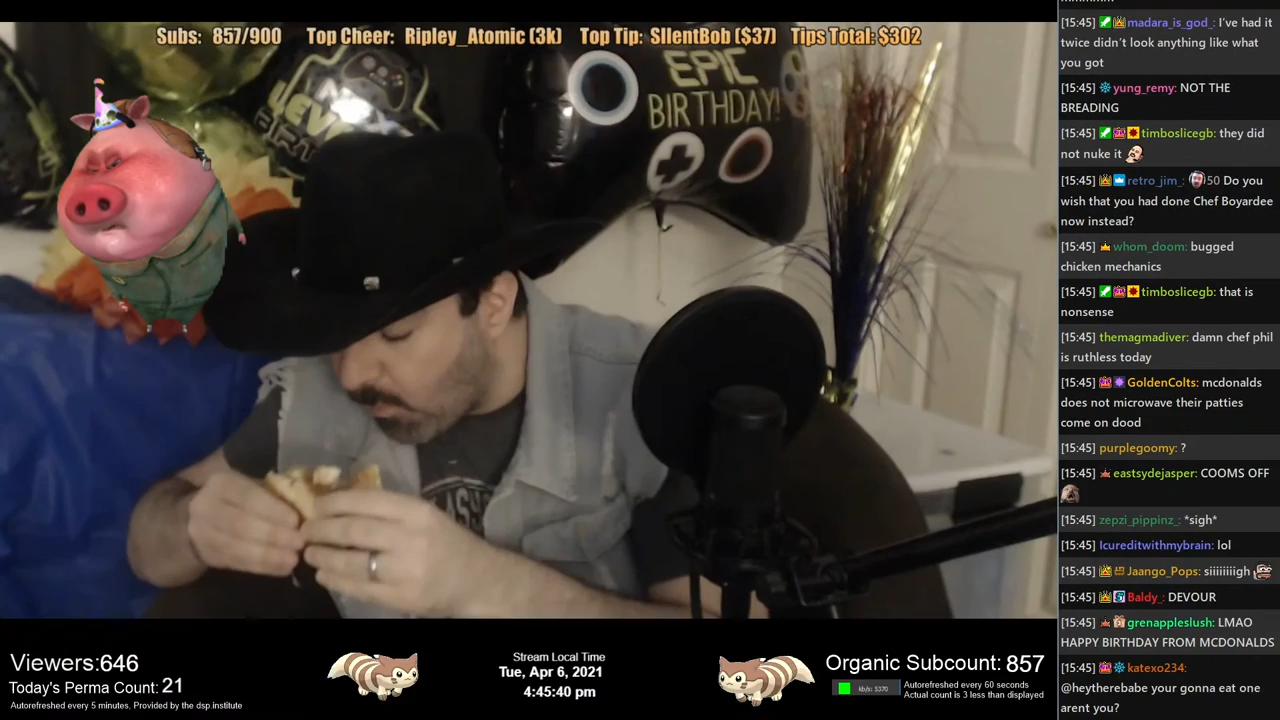 Subs: 857/900 Top Cheer: Ripley_Atomic (3k) Top Tip: SIlentBob ($37) Tips Total: $302
LEVEL
EPIC
BIRTHDAY!
Viewers:646
Today's Perma Count: 21
Autorefreshed every 5 minutes, Provided by the dsp.institute
Stream Local Time
Tue, Apr 6, 2021
4:45:40 pm
Organic Subcount: 857
kb/s: 5370
Autorefreshed every 60 seconds
Actual count is 3 less than displayed
[15:45] madara_is_god_: I've had it
twice didn't look anything like what
you got
[15:45] yung_remy: NOT THE
BREADING
[15:45] timboslicegb: they did
not nuke it
[15:45] retro_jim_: 50 Do you
wish that you had done Chef Boyardee
now instead?
[15:45] whom_doom: bugged
chicken mechanics
[15:45] timboslicegb: that is
nonsense
[15:45] themagmadiver: damn chef phil
is ruthless today
[15:45] GoldenColts: mcdonalds
does not microwave their patties
come on dood
[15:45] purplegoomy: ?
[15:45] eastsydejasper: COOMS OFF
[15:45] zepzi_pippinz_: *sigh*
[15:45] Icureditwithmybrain: lol
[15:45] Jaango_Pops: siiiiiiiigh
[15:45] Baldy_: DEVOUR
[15:45] grenappleslush: LMAO
HAPPY BIRTHDAY FROM MCDONALDS
[15:45] katexo234:
@heytherebabe your gonna eat one
arent you?